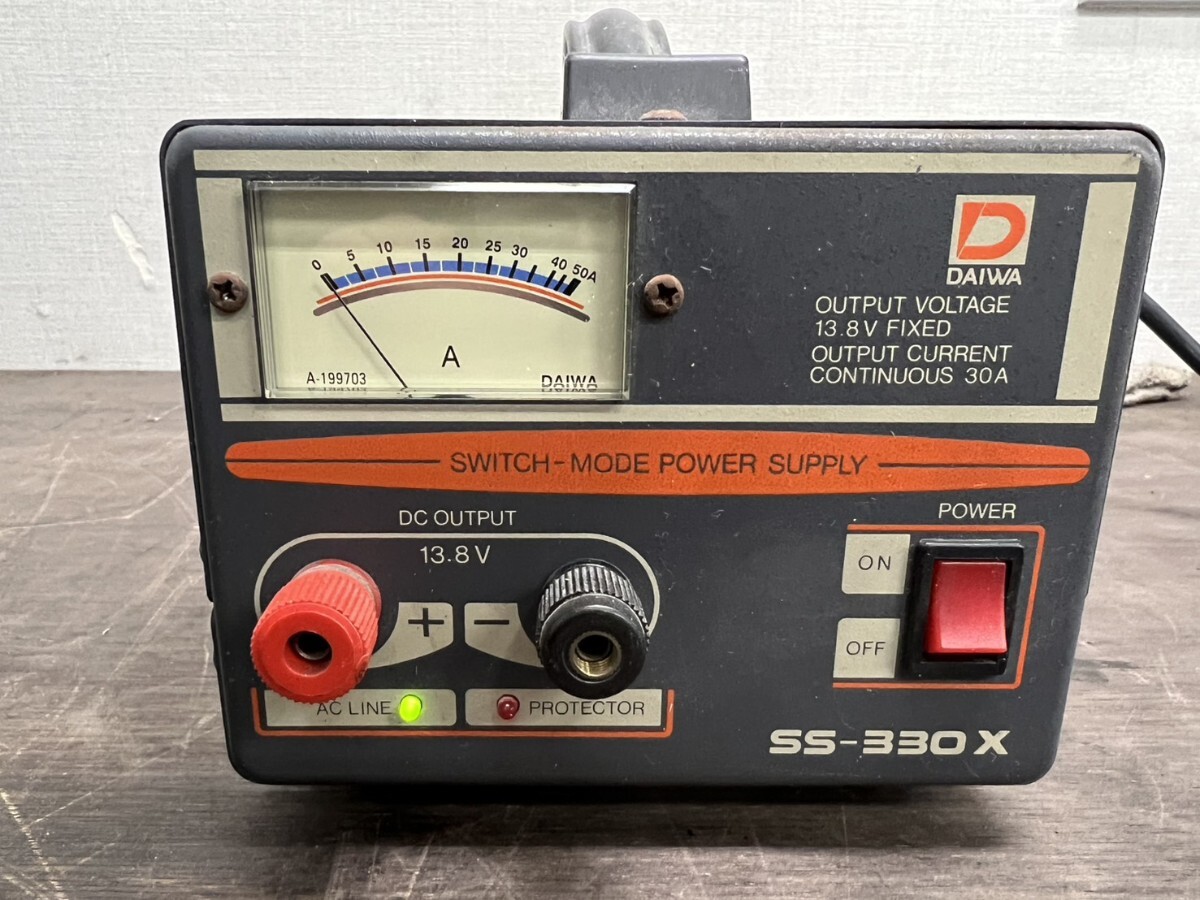 0 5 10 15 20 25 30 40 50A
A
A-199703
DAIWA
DAIWA
OUTPUT VOLTAGE
13.8V FIXED
OUTPUT CURRENT
CONTINUOUS 30A
SWITCH-MODE POWER SUPPLY
DC OUTPUT
13.8V
+ −
POWER
ON
OFF
AC LINE
PROTECTOR
SS-330X